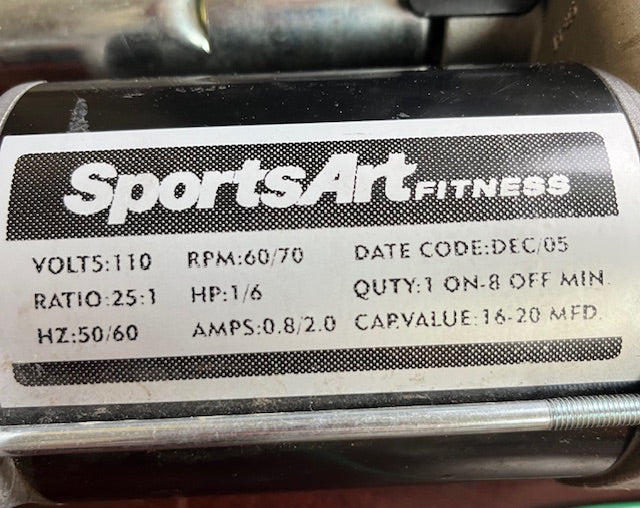 SportsArt FITNESS
VOLTS:110 RPM:60/70 DATE CODE:DEC/05
RATIO:25:1 HP:1/6 QUTY:1 ON-8 OFF MIN.
HZ:50/60 AMPS:0.8/2.0 CAP.VALUE:16-20 MFD.